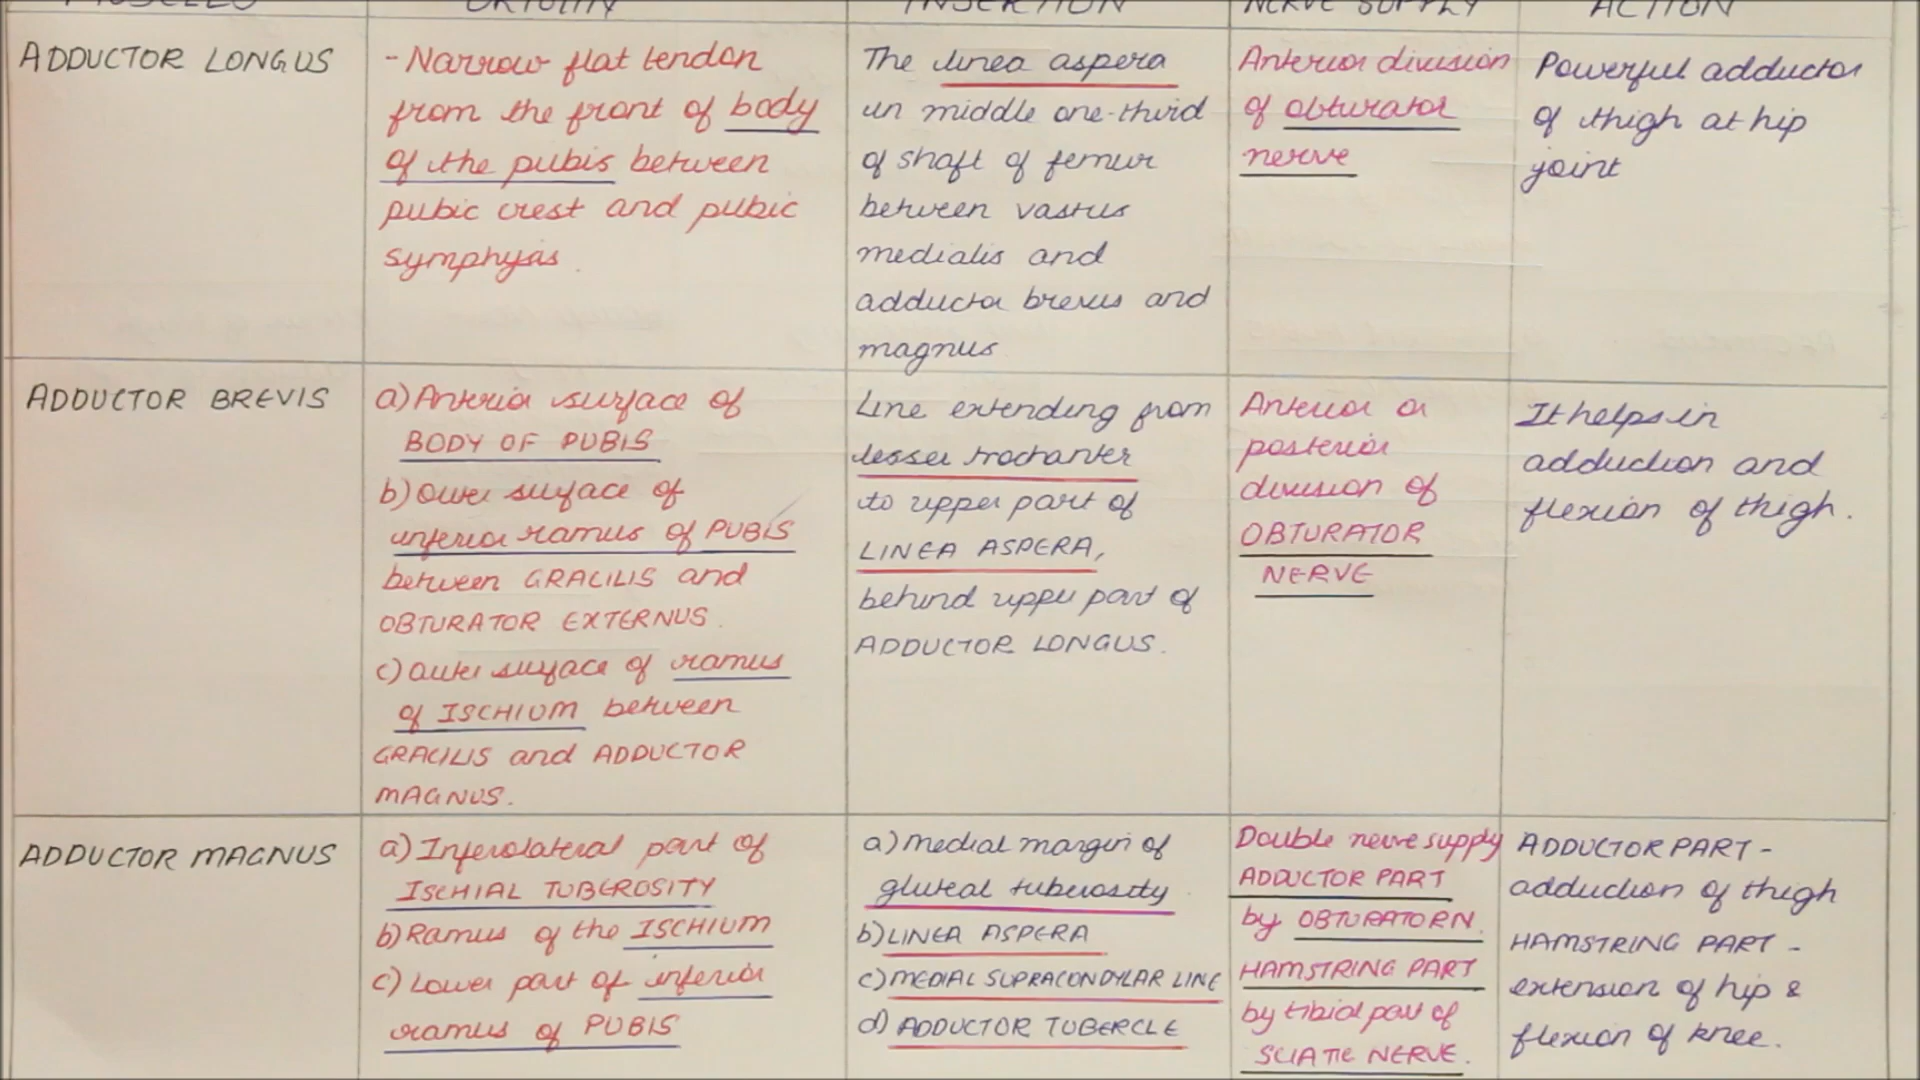 MUSCLES ORIGIN INSERTION NERVE SUPPLY ACTION
ADDUCTOR LONGUS
- Narrow flat tendon
from the front of body
of the pubis between
pubic crest and pubic
symphysis.
The linea aspera
in middle one-third
of shaft of femur
between vastus
medialis and
adductor brevis and
magnus
Anterior division
of obturator
nerve
Powerful adductor
of thigh at hip
joint
ADDUCTOR BREVIS
a) Anterior surface of
BODY OF PUBIS
b) Outer surface of
inferior ramus of PUBIS
between GRACILIS and
OBTURATOR EXTERNUS.
c) Outer surface of ramus
of ISCHIUM between
GRACILIS and ADDUCTOR
MAGNUS.
Line extending from
lesser trochanter
to upper part of
LINEA ASPERA,
behind upper part of
ADDUCTOR LONGUS.
Anterior or
posterior
division of
OBTURATOR
NERVE
It helps in
adduction and
flexion of thigh.
ADDUCTOR MAGNUS
a) Inferolateral part of
ISCHIAL TUBEROSITY
b) Ramus of the ISCHIUM
c) Lower part of inferior
ramus of PUBIS
a) Medial margin of
gluteal tuberosity
b) LINEA ASPERA
c) MEDIAL SUPRACONDYLAR LINE
d) ADDUCTOR TUBERCLE
Double nerve supply
ADDUCTOR PART
by OBTURATOR N.
HAMSTRING PART
by tibial part of
SCIATIC NERVE.
ADDUCTOR PART -
adduction of thigh
HAMSTRING PART -
extension of hip &
flexion of knee.